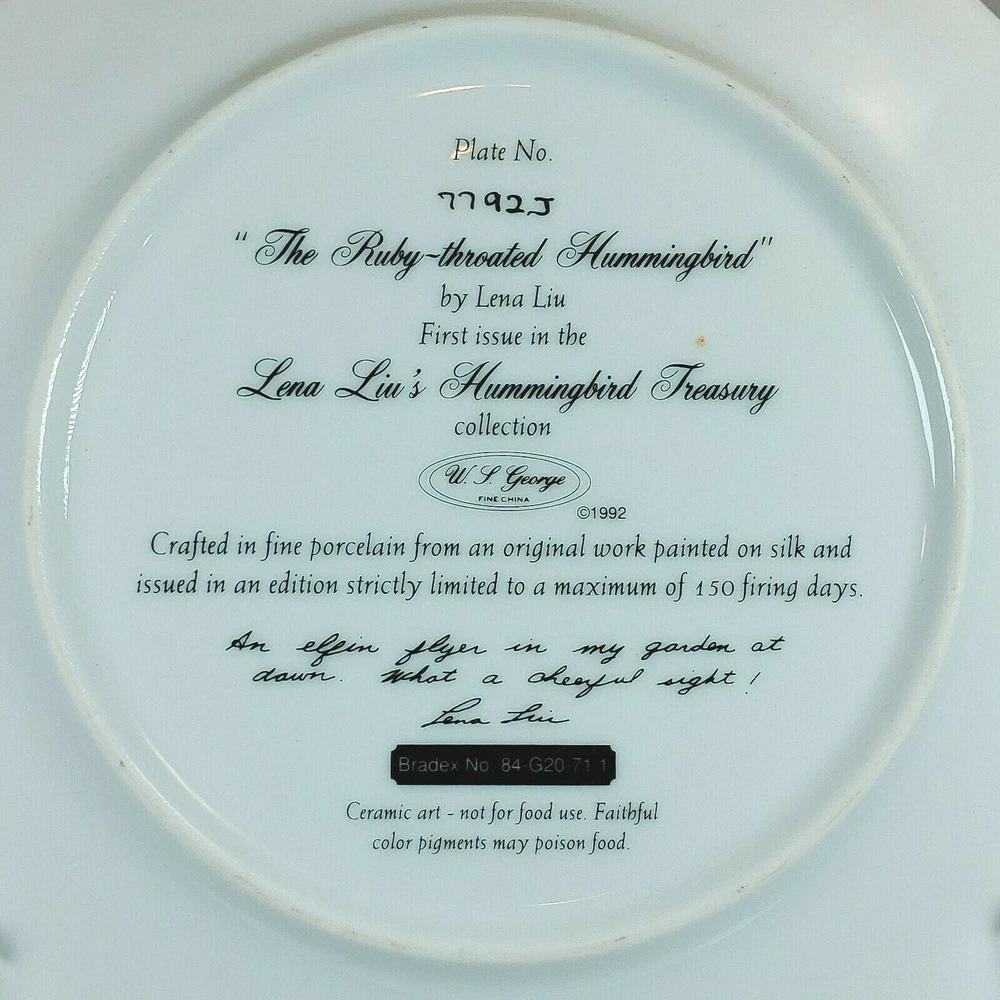 Plate No.
7792J
"The Ruby-throated Hummingbird"
by Lena Liu
First issue in the
Lena Liu's Hummingbird Treasury
collection
W. S. George
FINE CHINA
©1992
Crafted in fine porcelain from an original work painted on silk and
issued in an edition strictly limited to a maximum of 150 firing days.
An elfin flyer in my garden at
dawn. What a cheerful sight!
Lena Liu
Bradex No. 84-G20-71.1
Ceramic art - not for food use. Faithful
color pigments may poison food.